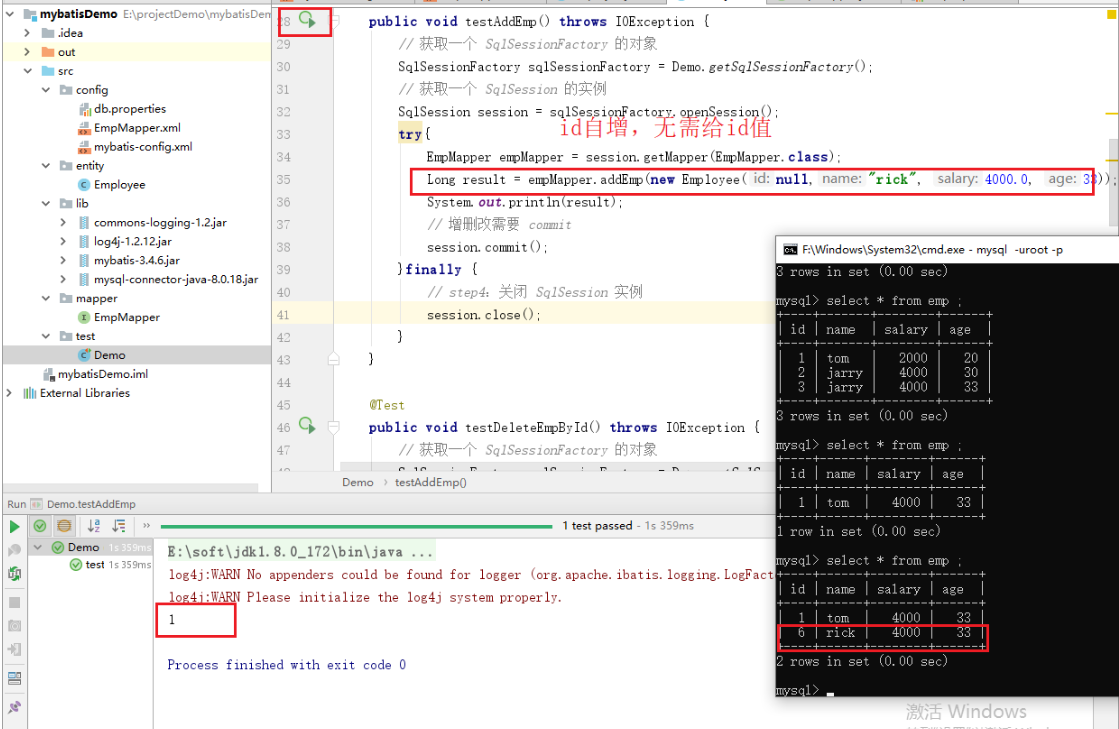 mybatisDemo E:\projectDemo\mybatisDem
.idea
out
src
config
db.properties
EmpMapper.xml
mybatis-config.xml
entity
Employee
lib
commons-logging-1.2.jar
log4j-1.2.12.jar
mybatis-3.4.6.jar
mysql-connector-java-8.0.18.jar
mapper
EmpMapper
test
Demo
mybatisDemo.iml
External Libraries
28 public void testAddEmp() throws IOException {
29 // 获取一个 SqlSessionFactory 的对象
30 SqlSessionFactory sqlSessionFactory = Demo.getSqlSessionFactory();
31 // 获取一个 SqlSession 的实例
32 SqlSession session = sqlSessionFactory.openSession();
id自增，无需给id值
33 try{
34 EmpMapper empMapper = session.getMapper(EmpMapper.class);
35 Long result = empMapper.addEmp(new Employee( id: null, name: "rick", salary: 4000.0, age: 33));
36 System.out.println(result);
37 // 增删改需要 commit
38 session.commit();
39 }finally {
40 // step4：关闭 SqlSession 实例
41 session.close();
42 }
43 }
44
45 @Test
46 public void testDeleteEmpById() throws IOException {
47 // 获取一个 SqlSessionFactory 的对象
Demo › testAddEmp()
Run Demo.testAddEmp
1 test passed - 1s 359ms
Demo 1s 359ms
test 1s 359ms
E:\soft\jdk1.8.0_172\bin\java ...
log4j:WARN No appenders could be found for logger (org.apache.ibatis.logging.LogFact
log4j:WARN Please initialize the log4j system properly.
1
Process finished with exit code 0
F:\Windows\System32\cmd.exe - mysql -uroot -p
3 rows in set (0.00 sec)
mysql> select * from emp ;
+----+-------+--------+------+
| id | name | salary | age |
+----+-------+--------+------+
| 1 | tom | 2000 | 20 |
| 2 | jarry | 4000 | 30 |
| 3 | jarry | 4000 | 33 |
+----+-------+--------+------+
3 rows in set (0.00 sec)
mysql> select * from emp ;
+----+------+--------+------+
| id | name | salary | age |
+----+------+--------+------+
| 1 | tom | 4000 | 33 |
+----+------+--------+------+
1 row in set (0.00 sec)
mysql> select * from emp ;
+----+------+--------+------+
| id | name | salary | age |
+----+------+--------+------+
| 1 | tom | 4000 | 33 |
| 6 | rick | 4000 | 33 |
+----+------+--------+------+
2 rows in set (0.00 sec)
mysql>
激活 Windows